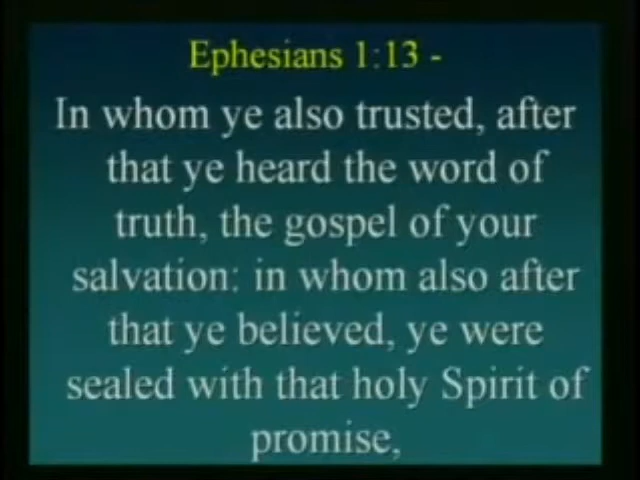 Ephesians 1:13 -
In whom ye also trusted, after
that ye heard the word of
truth, the gospel of your
salvation: in whom also after
that ye believed, ye were
sealed with that holy Spirit of
promise,